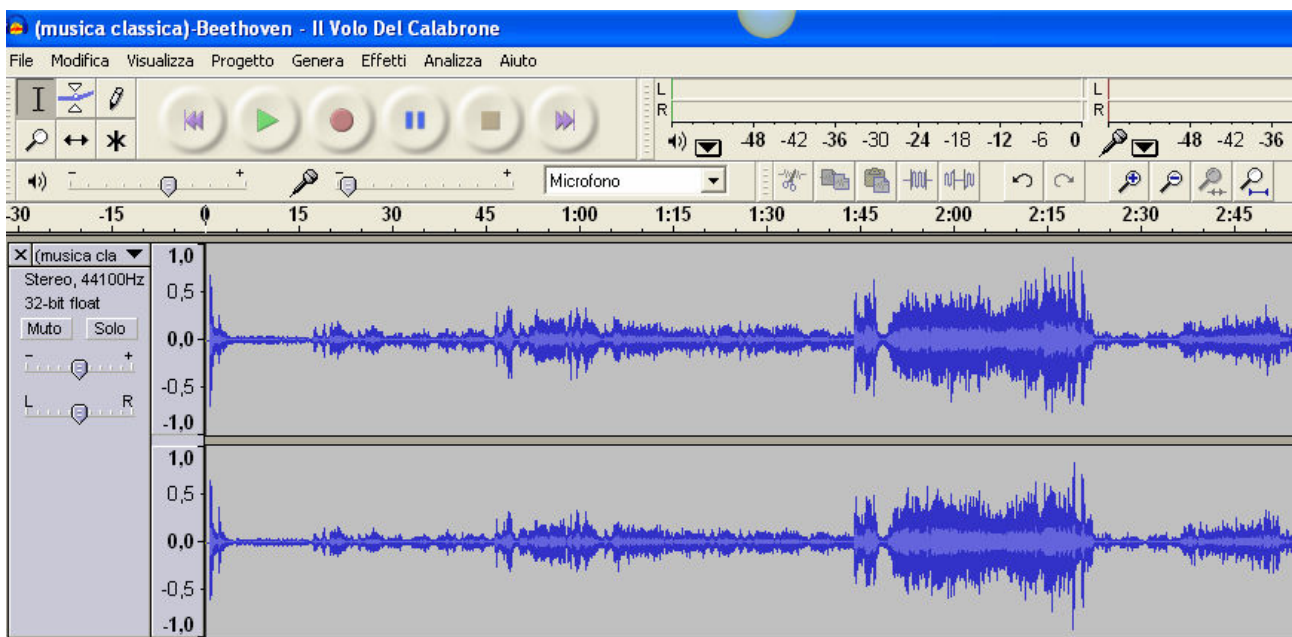 (musica classica)-Beethoven - Il Volo Del Calabrone
File Modifica Visualizza Progetto Genera Effetti Analizza Aiuto
L
R
-48 -42 -36 -30 -24 -18 -12 -6 0
L
R
-48 -42 -36
- +
- +
Microfono
-30 -15 0 15 30 45 1:00 1:15 1:30 1:45 2:00 2:15 2:30 2:45
(musica cla
Stereo, 44100Hz
32-bit float
Muto Solo
- +
L R
1,0
0,5
0,0
-0,5
-1,0
1,0
0,5
0,0
-0,5
-1,0